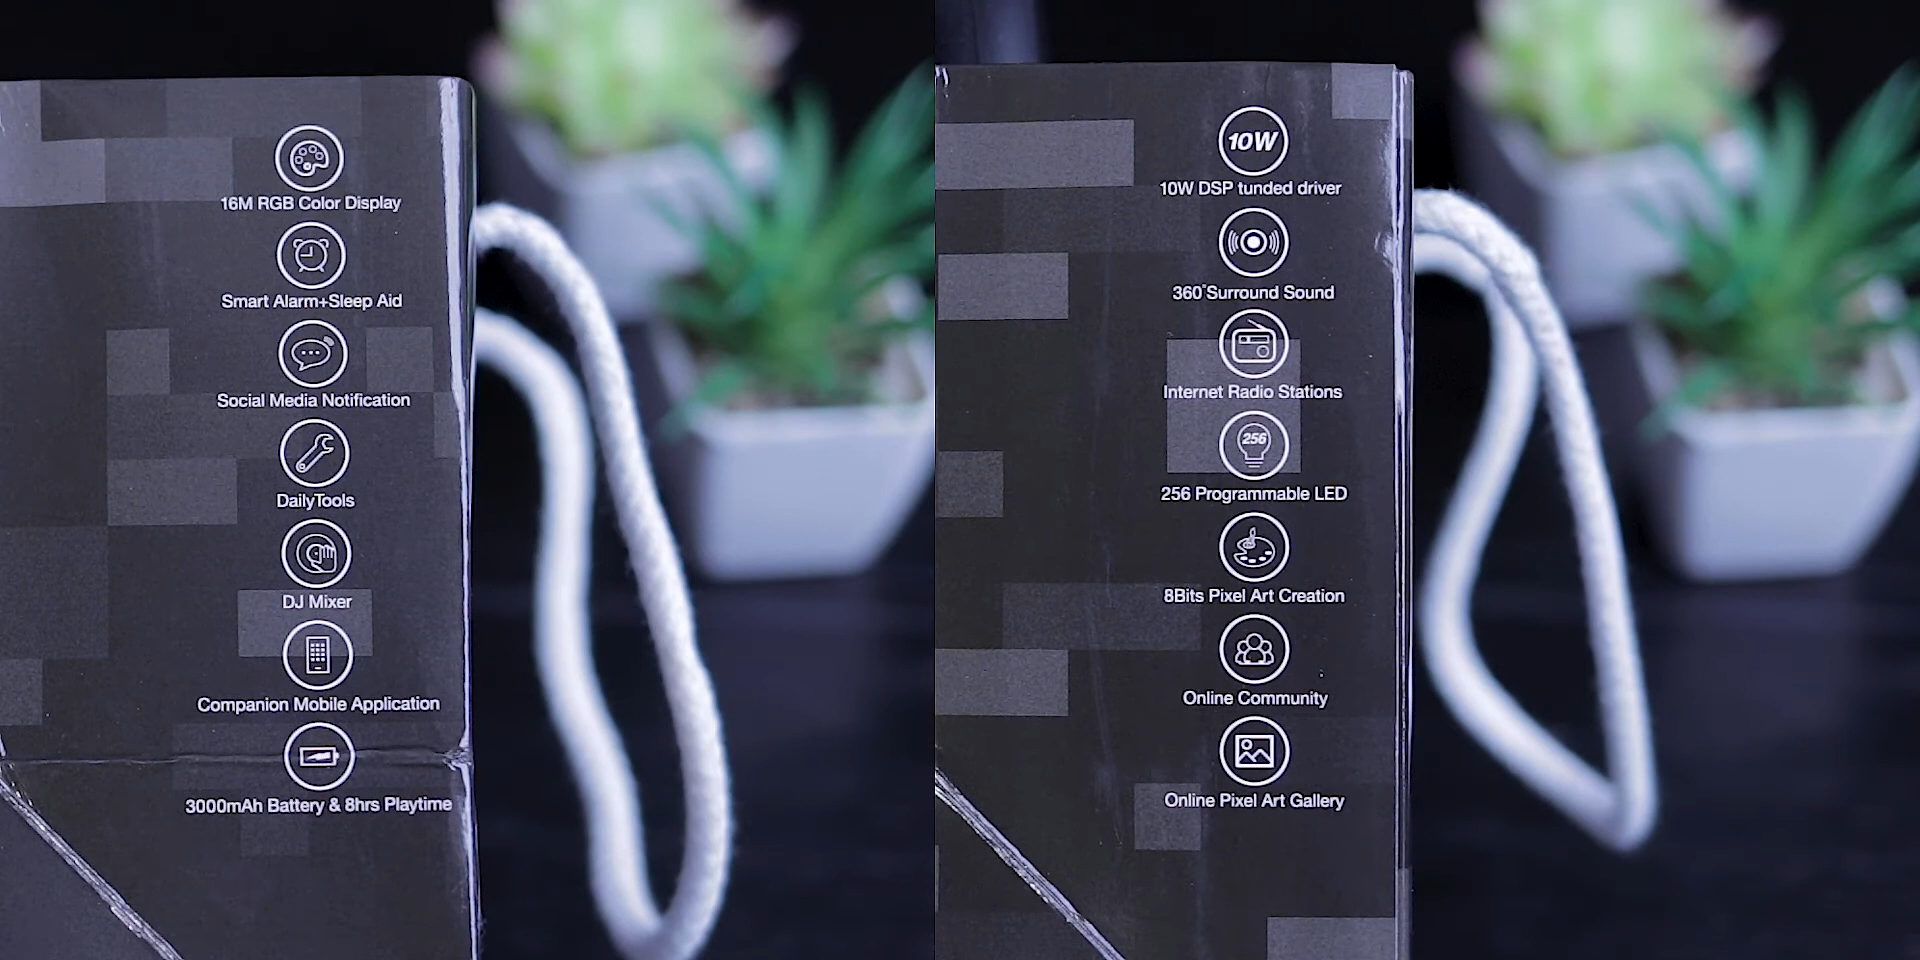 16M RGB Color Display
Smart Alarm+Sleep Aid
Social Media Notification
DailyTools
DJ Mixer
Companion Mobile Application
3000mAh Battery & 8hrs Playtime
10W
10W DSP tunded driver
360°Surround Sound
Internet Radio Stations
256
256 Programmable LED
8Bits Pixel Art Creation
Online Community
Online Pixel Art Gallery